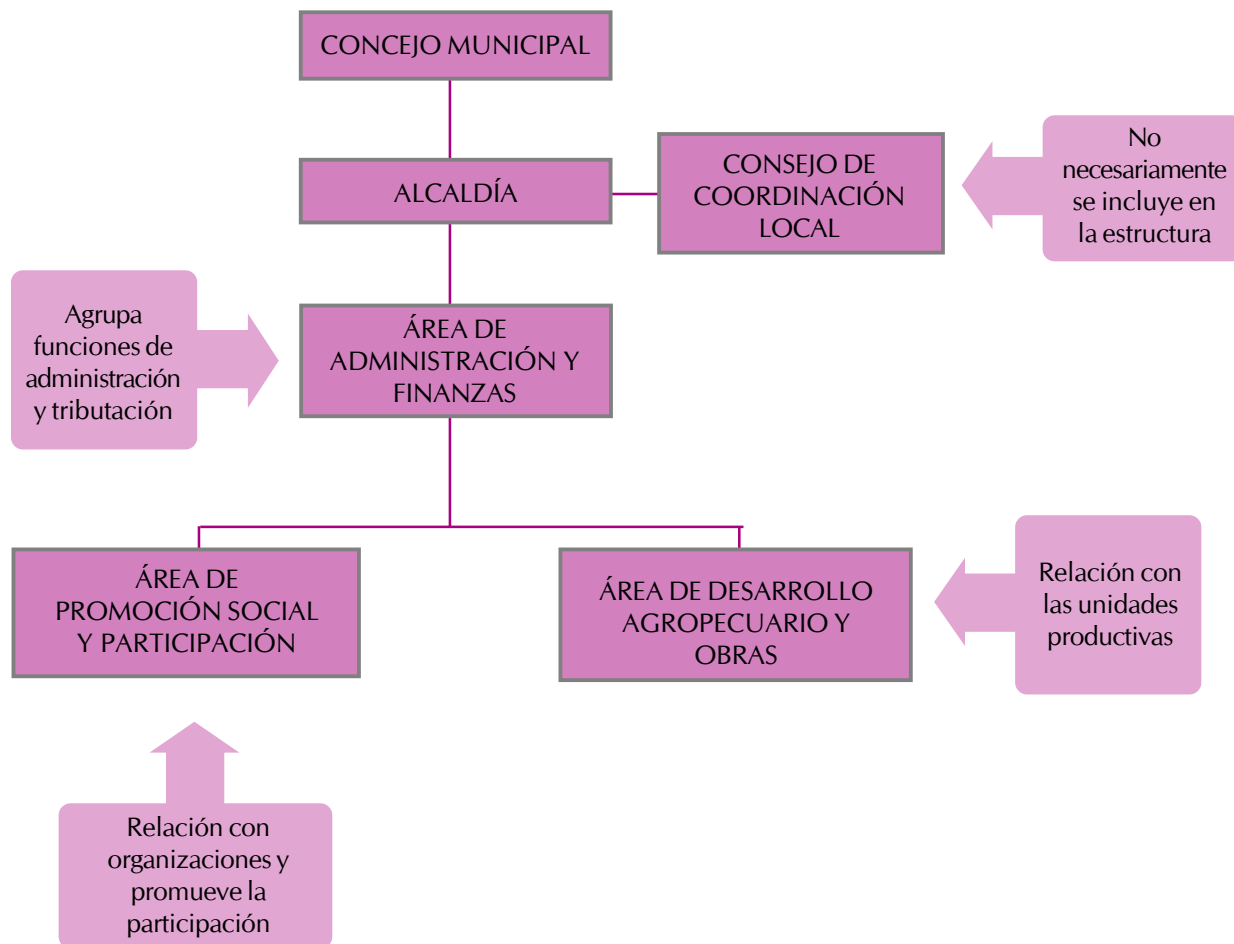 CONCEJO MUNICIPAL
ALCALDÍA
CONSEJO DE
COORDINACIÓN
LOCAL
No
necesariamente
se incluye en
la estructura
Agrupa
funciones de
administración
y tributación
ÁREA DE
ADMINISTRACIÓN Y
FINANZAS
ÁREA DE
PROMOCIÓN SOCIAL
Y PARTICIPACIÓN
ÁREA DE DESARROLLO
AGROPECUARIO Y
OBRAS
Relación con
las unidades
productivas
Relación con
organizaciones y
promueve la
participación